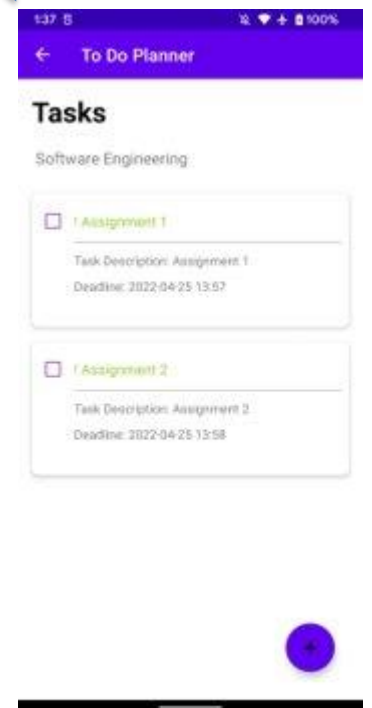 1:37
100%
To Do Planner
Tasks
Software Engineering
! Assignment 1
Task Description: Assignment 1
Deadline: 2022-04-25 13:57
! Assignment 2
Task Description: Assignment 2
Deadline: 2022-04-25 13:58
+